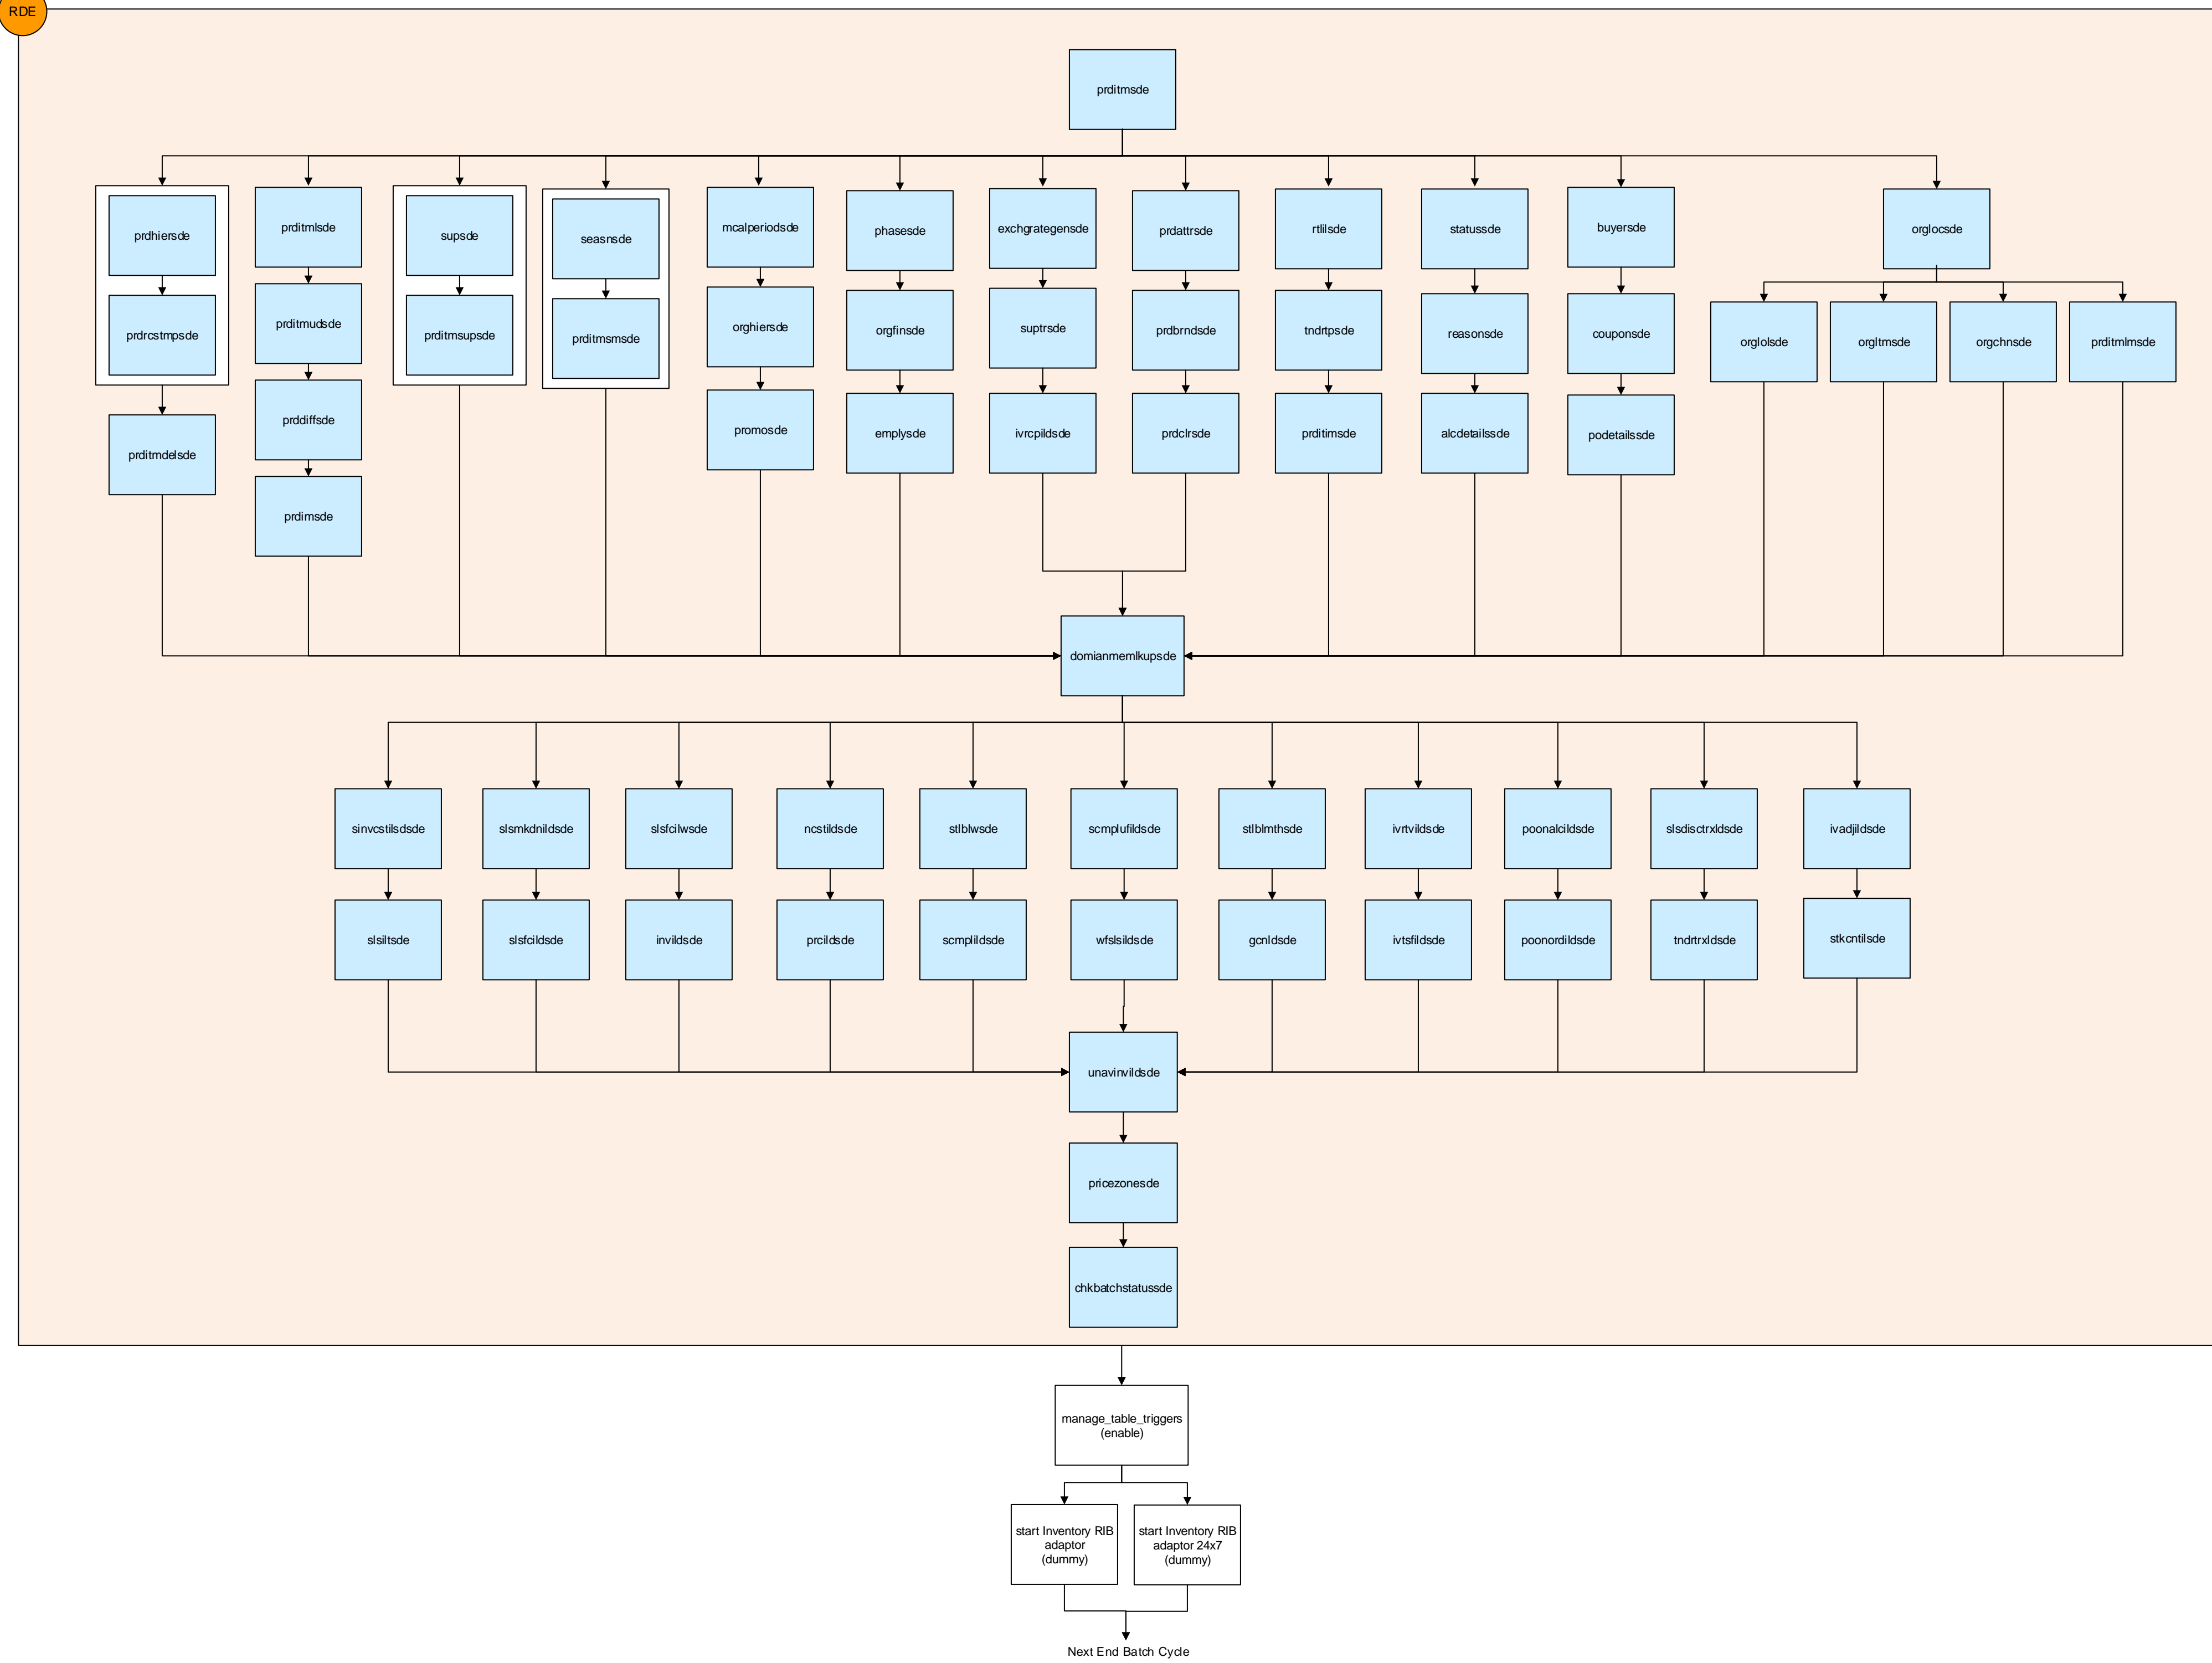 RDE
prditmsde
prdhiersde
prditmlsde
supsde
seasnsde
mcalperiodsde
phasesde
exchgrategensde
prdattrsde
rtlilsde
statussde
buyersde
orglocsde
prdrcstmpsde
prditmudsde
prditmsupsde
prditmsmsde
orghiersde
orgfinsde
suptrsde
prdbrndsde
tndrtpsde
reasonsde
couponsde
orglolsde
orgltmsde
orgchnsde
prditmlmsde
prditmdelsde
prddiffsde
promosde
emplysde
ivrcpildsde
prdclrsde
prditimsde
alcdetailssde
podetailssde
prdimsde
domianmemlkupsde
sinvcstilsdsde
slsmkdnildsde
slsfcilwsde
ncstildsde
stlblwsde
scmplufildsde
stlblmthsde
ivrtvildsde
poonalcildsde
slsdisctrxldsde
ivadjildsde
slsiltsde
slsfcildsde
invildsde
prcildsde
scmplildsde
wfslsildsde
gcnldsde
ivtsfildsde
poonordildsde
tndrtrxldsde
stkcntilsde
unavinvildsde
pricezonesde
chkbatchstatussde
manage_table_triggers
(enable)
start Inventory RIB
adaptor
(dummy)
start Inventory RIB
adaptor 24x7
(dummy)
Next End Batch Cycle